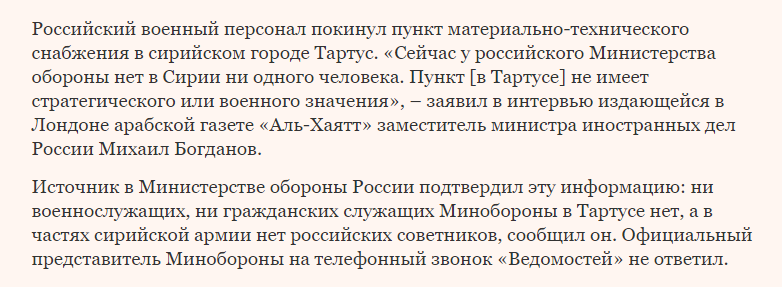 Российский военный персонал покинул пункт материально-технического
снабжения в сирийском городе Тартус. «Сейчас у российского Министерства
обороны нет в Сирии ни одного человека. Пункт [в Тартусе] не имеет
стратегического или военного значения», – заявил в интервью издающейся в
Лондоне арабской газете «Аль-Хаятт» заместитель министра иностранных дел
России Михаил Богданов.
Источник в Министерстве обороны России подтвердил эту информацию: ни
военнослужащих, ни гражданских служащих Минобороны в Тартусе нет, а в
частях сирийской армии нет российских советников, сообщил он. Официальный
представитель Минобороны на телефонный звонок «Ведомостей» не ответил.